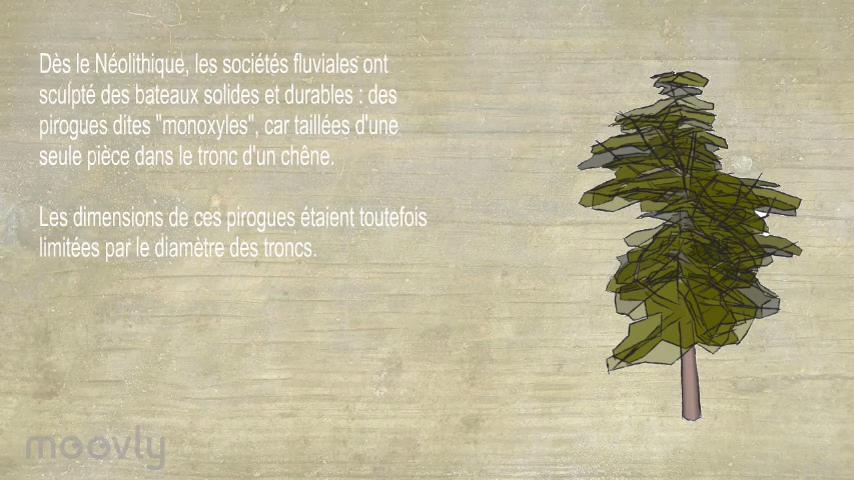 Dès le Néolithique, les sociétés fluviales ont
sculpté des bateaux solides et durables : des
pirogues dites "monoxyles", car taillées d'une
seule pièce dans le tronc d'un chêne.
Les dimensions de ces pirogues étaient toutefois
limitées par le diamètre des troncs.
moovly